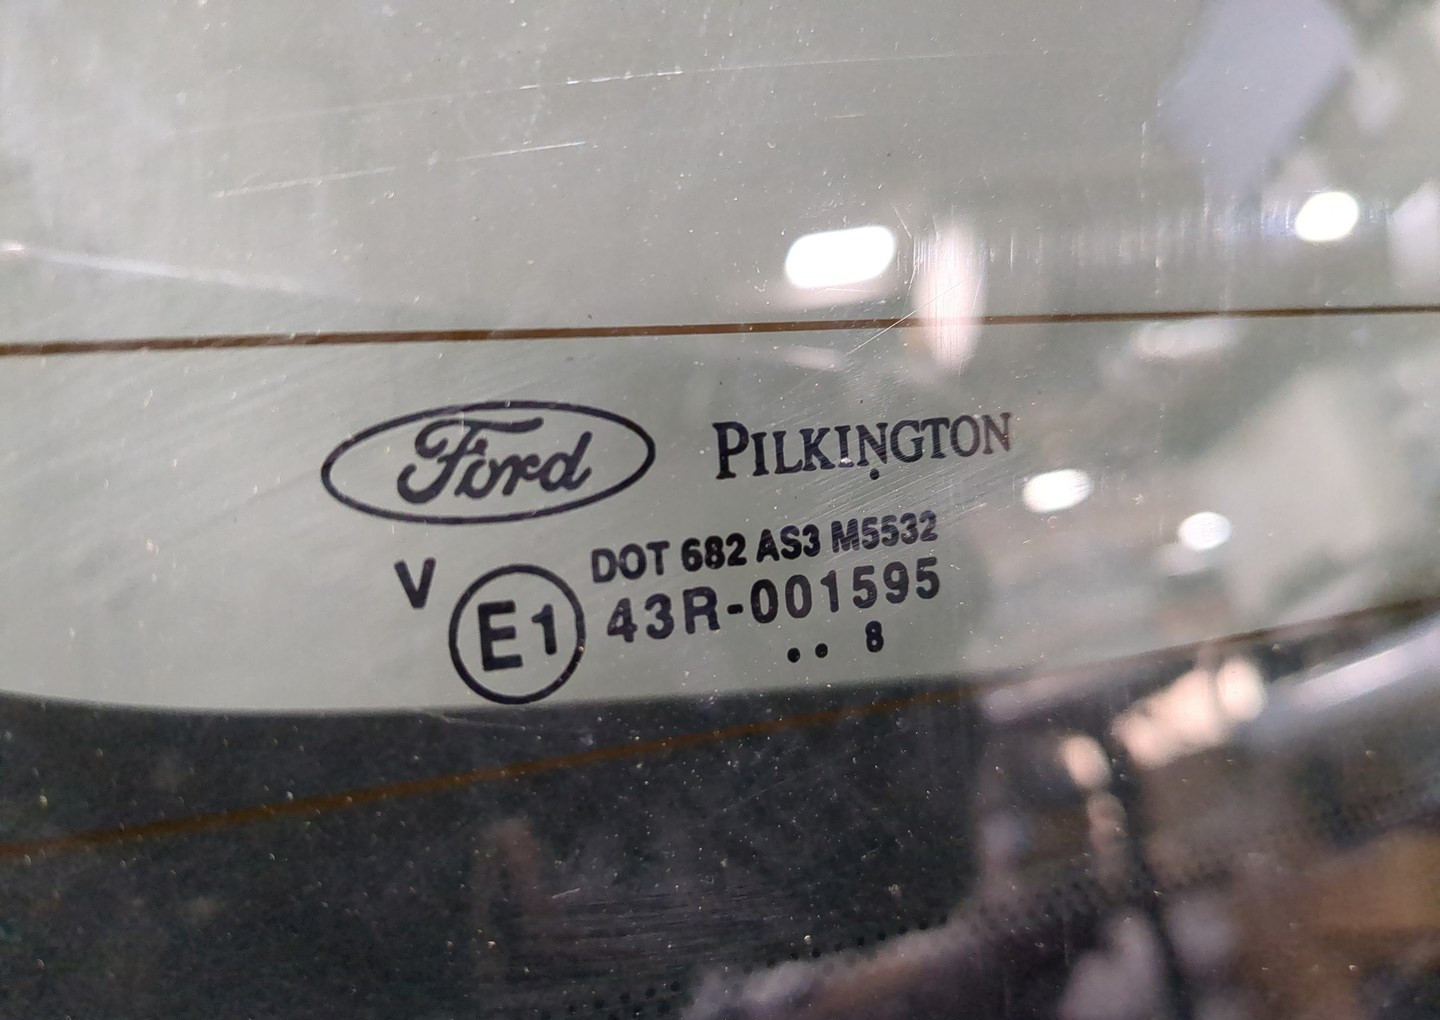 Ford PILKINGTON
V DOT 682 AS3 M5532
E1 43R-001595
.. 8